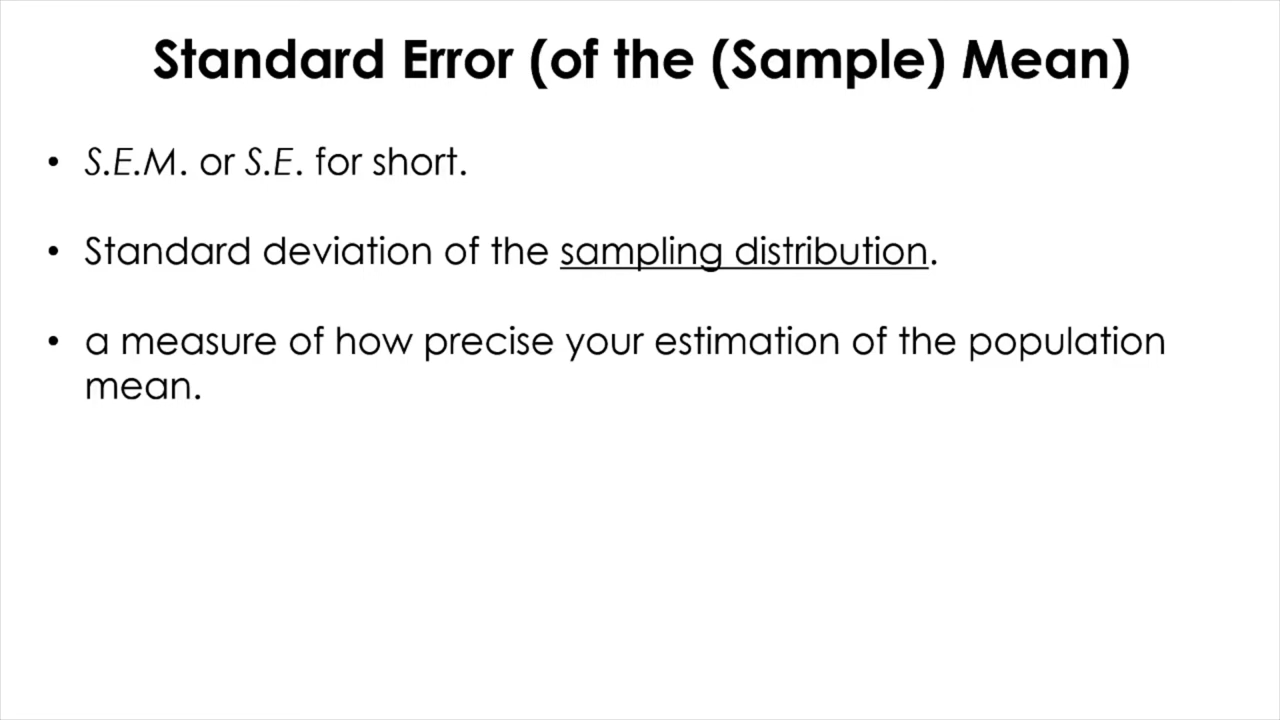 Standard Error (of the (Sample) Mean)
• S.E.M. or S.E. for short.
• Standard deviation of the sampling distribution.
• a measure of how precise your estimation of the population
mean.